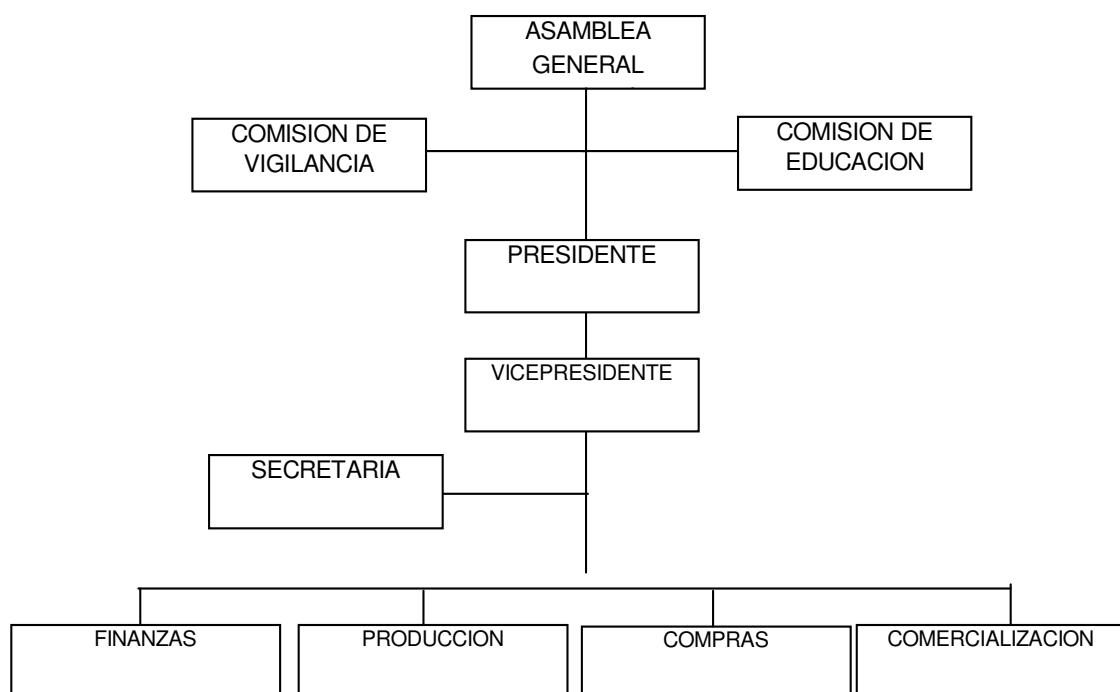 ASAMBLEA
GENERAL
COMISION DE
VIGILANCIA
COMISION DE
EDUCACION
PRESIDENTE
VICEPRESIDENTE
SECRETARIA
FINANZAS
PRODUCCION
COMPRAS
COMERCIALIZACION